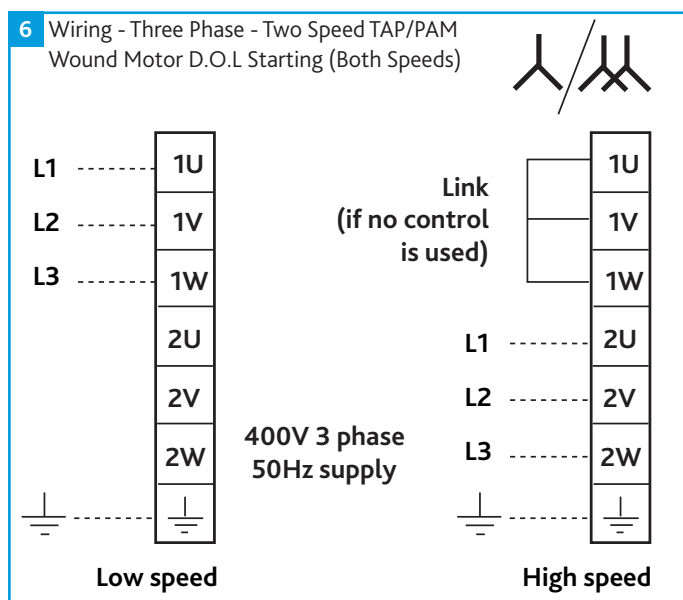 6 Wiring - Three Phase - Two Speed TAP/PAM
Wound Motor D.O.L Starting (Both Speeds)
L1 1U
L2 1V
L3 1W
2U
2V
2W
400V 3 phase
50Hz supply
Low speed
Link
(if no control
is used)
1U
1V
1W
L1 2U
L2 2V
L3 2W
High speed